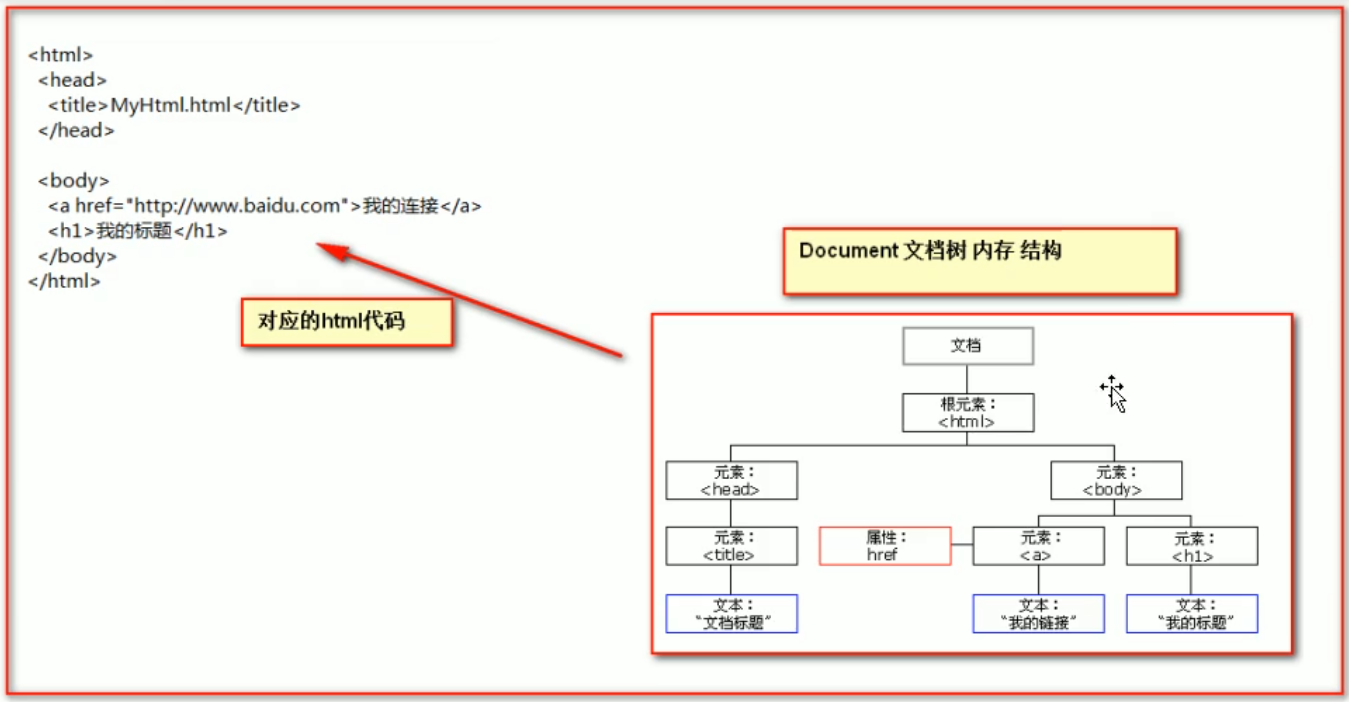 <html>
<head>
<title>MyHtml.html</title>
</head>
<body>
<a href="http://www.baidu.com">我的连接</a>
<h1>我的标题</h1>
</body>
</html>
对应的html代码
Document 文档树 内存 结构
文档
根元素：
<html>
元素：
<head>
元素：
<body>
元素：
<title>
属性：
href
元素：
<a>
元素：
<h1>
文本：
“文档标题”
文本：
“我的链接”
文本：
“我的标题”